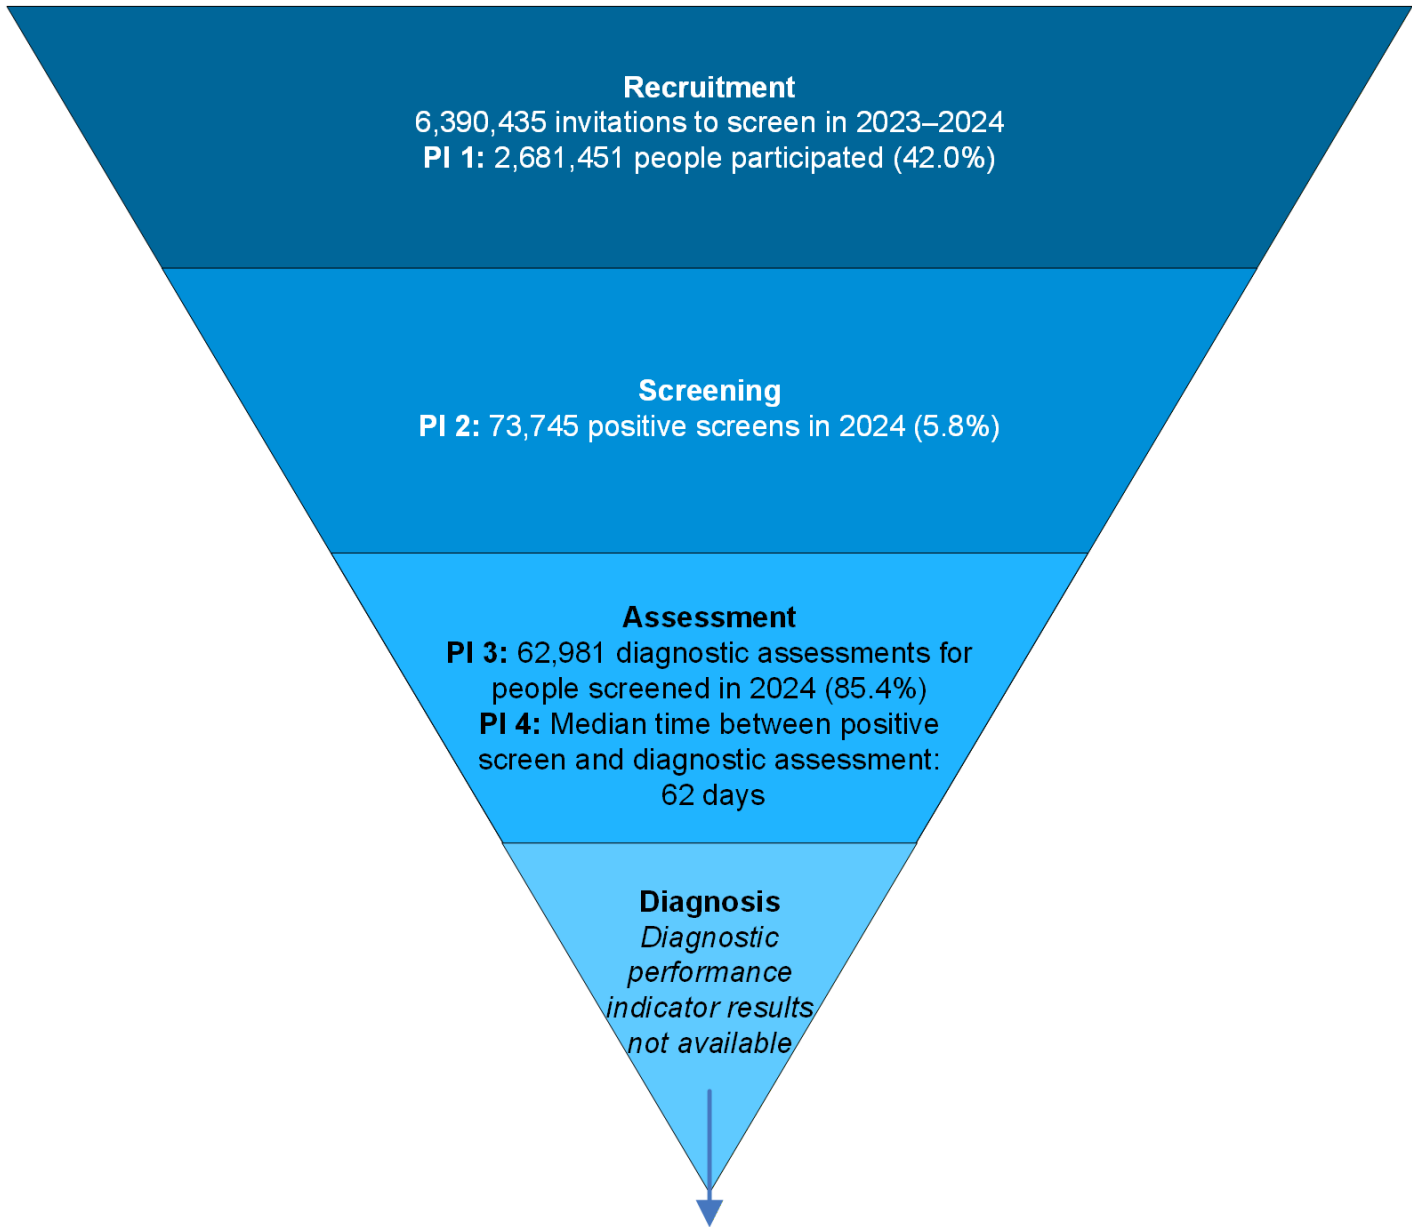 Recruitment
6,390,435 invitations to screen in 2023–2024
PI 1: 2,681,451 people participated (42.0%)
Screening
PI 2: 73,745 positive screens in 2024 (5.8%)
Assessment
PI 3: 62,981 diagnostic assessments for
people screened in 2024 (85.4%)
PI 4: Median time between positive
screen and diagnostic assessment:
62 days
Diagnosis
Diagnostic
performance
indicator results
not available